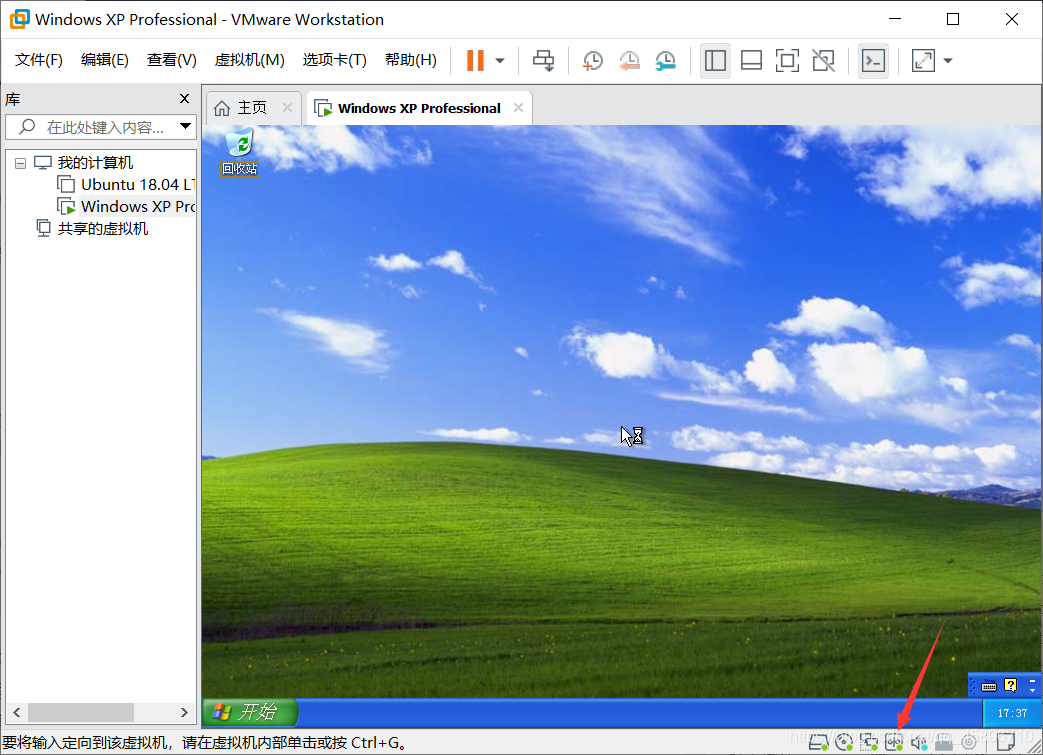 Windows XP Professional - VMware Workstation
文件(F) 编辑(E) 查看(V) 虚拟机(M) 选项卡(T) 帮助(H)
库
主页
Windows XP Professional
在此处键入内容...
回收站
我的计算机
Ubuntu 18.04 LT
Windows XP Pro
共享的虚拟机
开始
17:37
要将输入定向到该虚拟机，请在虚拟机内部单击或按 Ctrl+G。